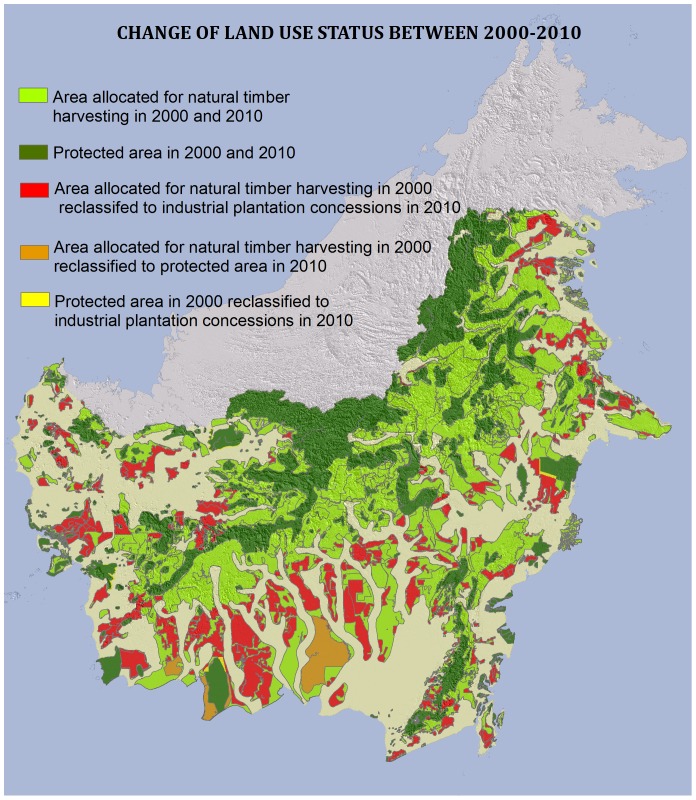 CHANGE OF LAND USE STATUS BETWEEN 2000-2010
Area allocated for natural timber
harvesting in 2000 and 2010
Protected area in 2000 and 2010
Area allocated for natural timber harvesting in 2000
reclassifed to industrial plantation concessions in 2010
Area allocated for natural timber harvesting in 2000
reclassified to protected area in 2010
Protected area in 2000 reclassified to
industrial plantation concessions in 2010